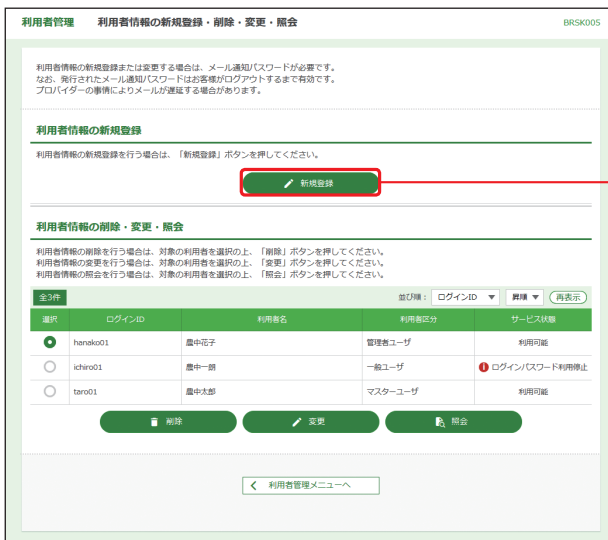 利用者管理 利用者情報の新規登録・削除・変更・照会 BRSK005
利用者情報の新規登録または変更する場合は、メール通知パスワードが必要です。
なお、発行されたメール通知パスワードはお客様がログアウトするまで有効です。
プロバイダーの事情によりメールが遅延する場合があります。
利用者情報の新規登録
利用者情報の新規登録を行う場合は、「新規登録」ボタンを押してください。
新規登録
利用者情報の削除・変更・照会
利用者情報の削除を行う場合は、対象の利用者を選択の上、「削除」ボタンを押してください。
利用者情報の変更を行う場合は、対象の利用者を選択の上、「変更」ボタンを押してください。
利用者情報の照会を行う場合は、対象の利用者を選択の上、「照会」ボタンを押してください。
全3件 並び順: ログインID ▼ 昇順 ▼ 再表示
選択 ログインID 利用者名 利用者区分 サービス状態
hanako01 農中花子 管理者ユーザ 利用可能
ichiro01 農中一朗 一般ユーザ ログインパスワード利用停止
taro01 農中太郎 マスターユーザ 利用可能
削除 変更 照会
利用者管理メニューへ